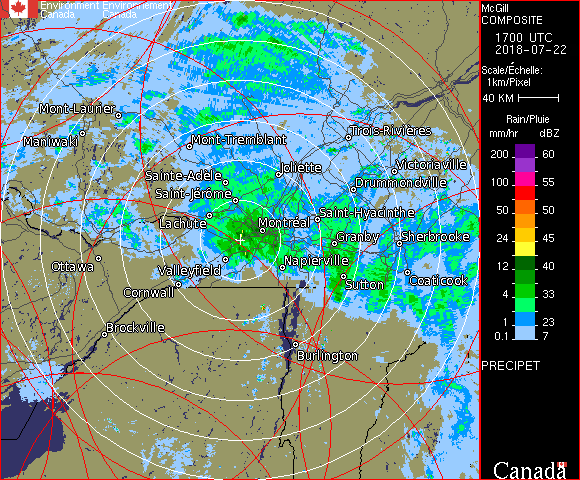 Environment Environnement
Canada Canada
McGill
COMPOSITE
1700 UTC
2018-07-22
Scale/Échelle:
1km/Pixel
40 KM
Rain/Pluie
mm/hr dBZ
200 60
100 55
100 55
50 50
24 45
12 40
4 33
1 23
0.1 7
PRECIPET
Canada
Mont-Laurier
Maniwaki
Mont-Tremblant
Trois-Rivières
Joliette
Victoriaville
Sainte-Adèle
Drummondville
Saint-Jérôme
Saint-Hyacinthe
Lachute
Montréal
Granby
Sherbrooke
Ottawa
Valleyfield
Napierville
Cornwall
Sutton
Coaticook
Brockville
Burlington